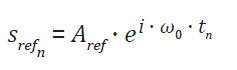 s_{ref_n} = A_{ref} · e^{i · ω_0 · t_n}